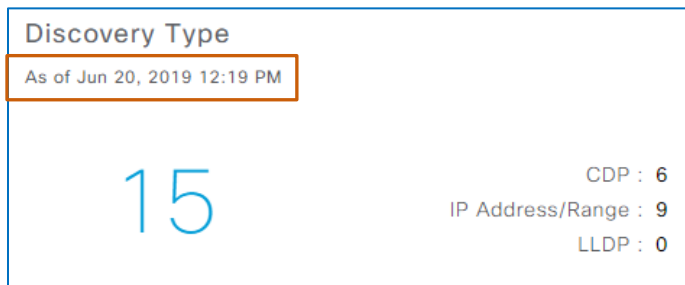 Discovery Type
As of Jun 20, 2019 12:19 PM
15
CDP : 6
IP Address/Range : 9
LLDP : 0